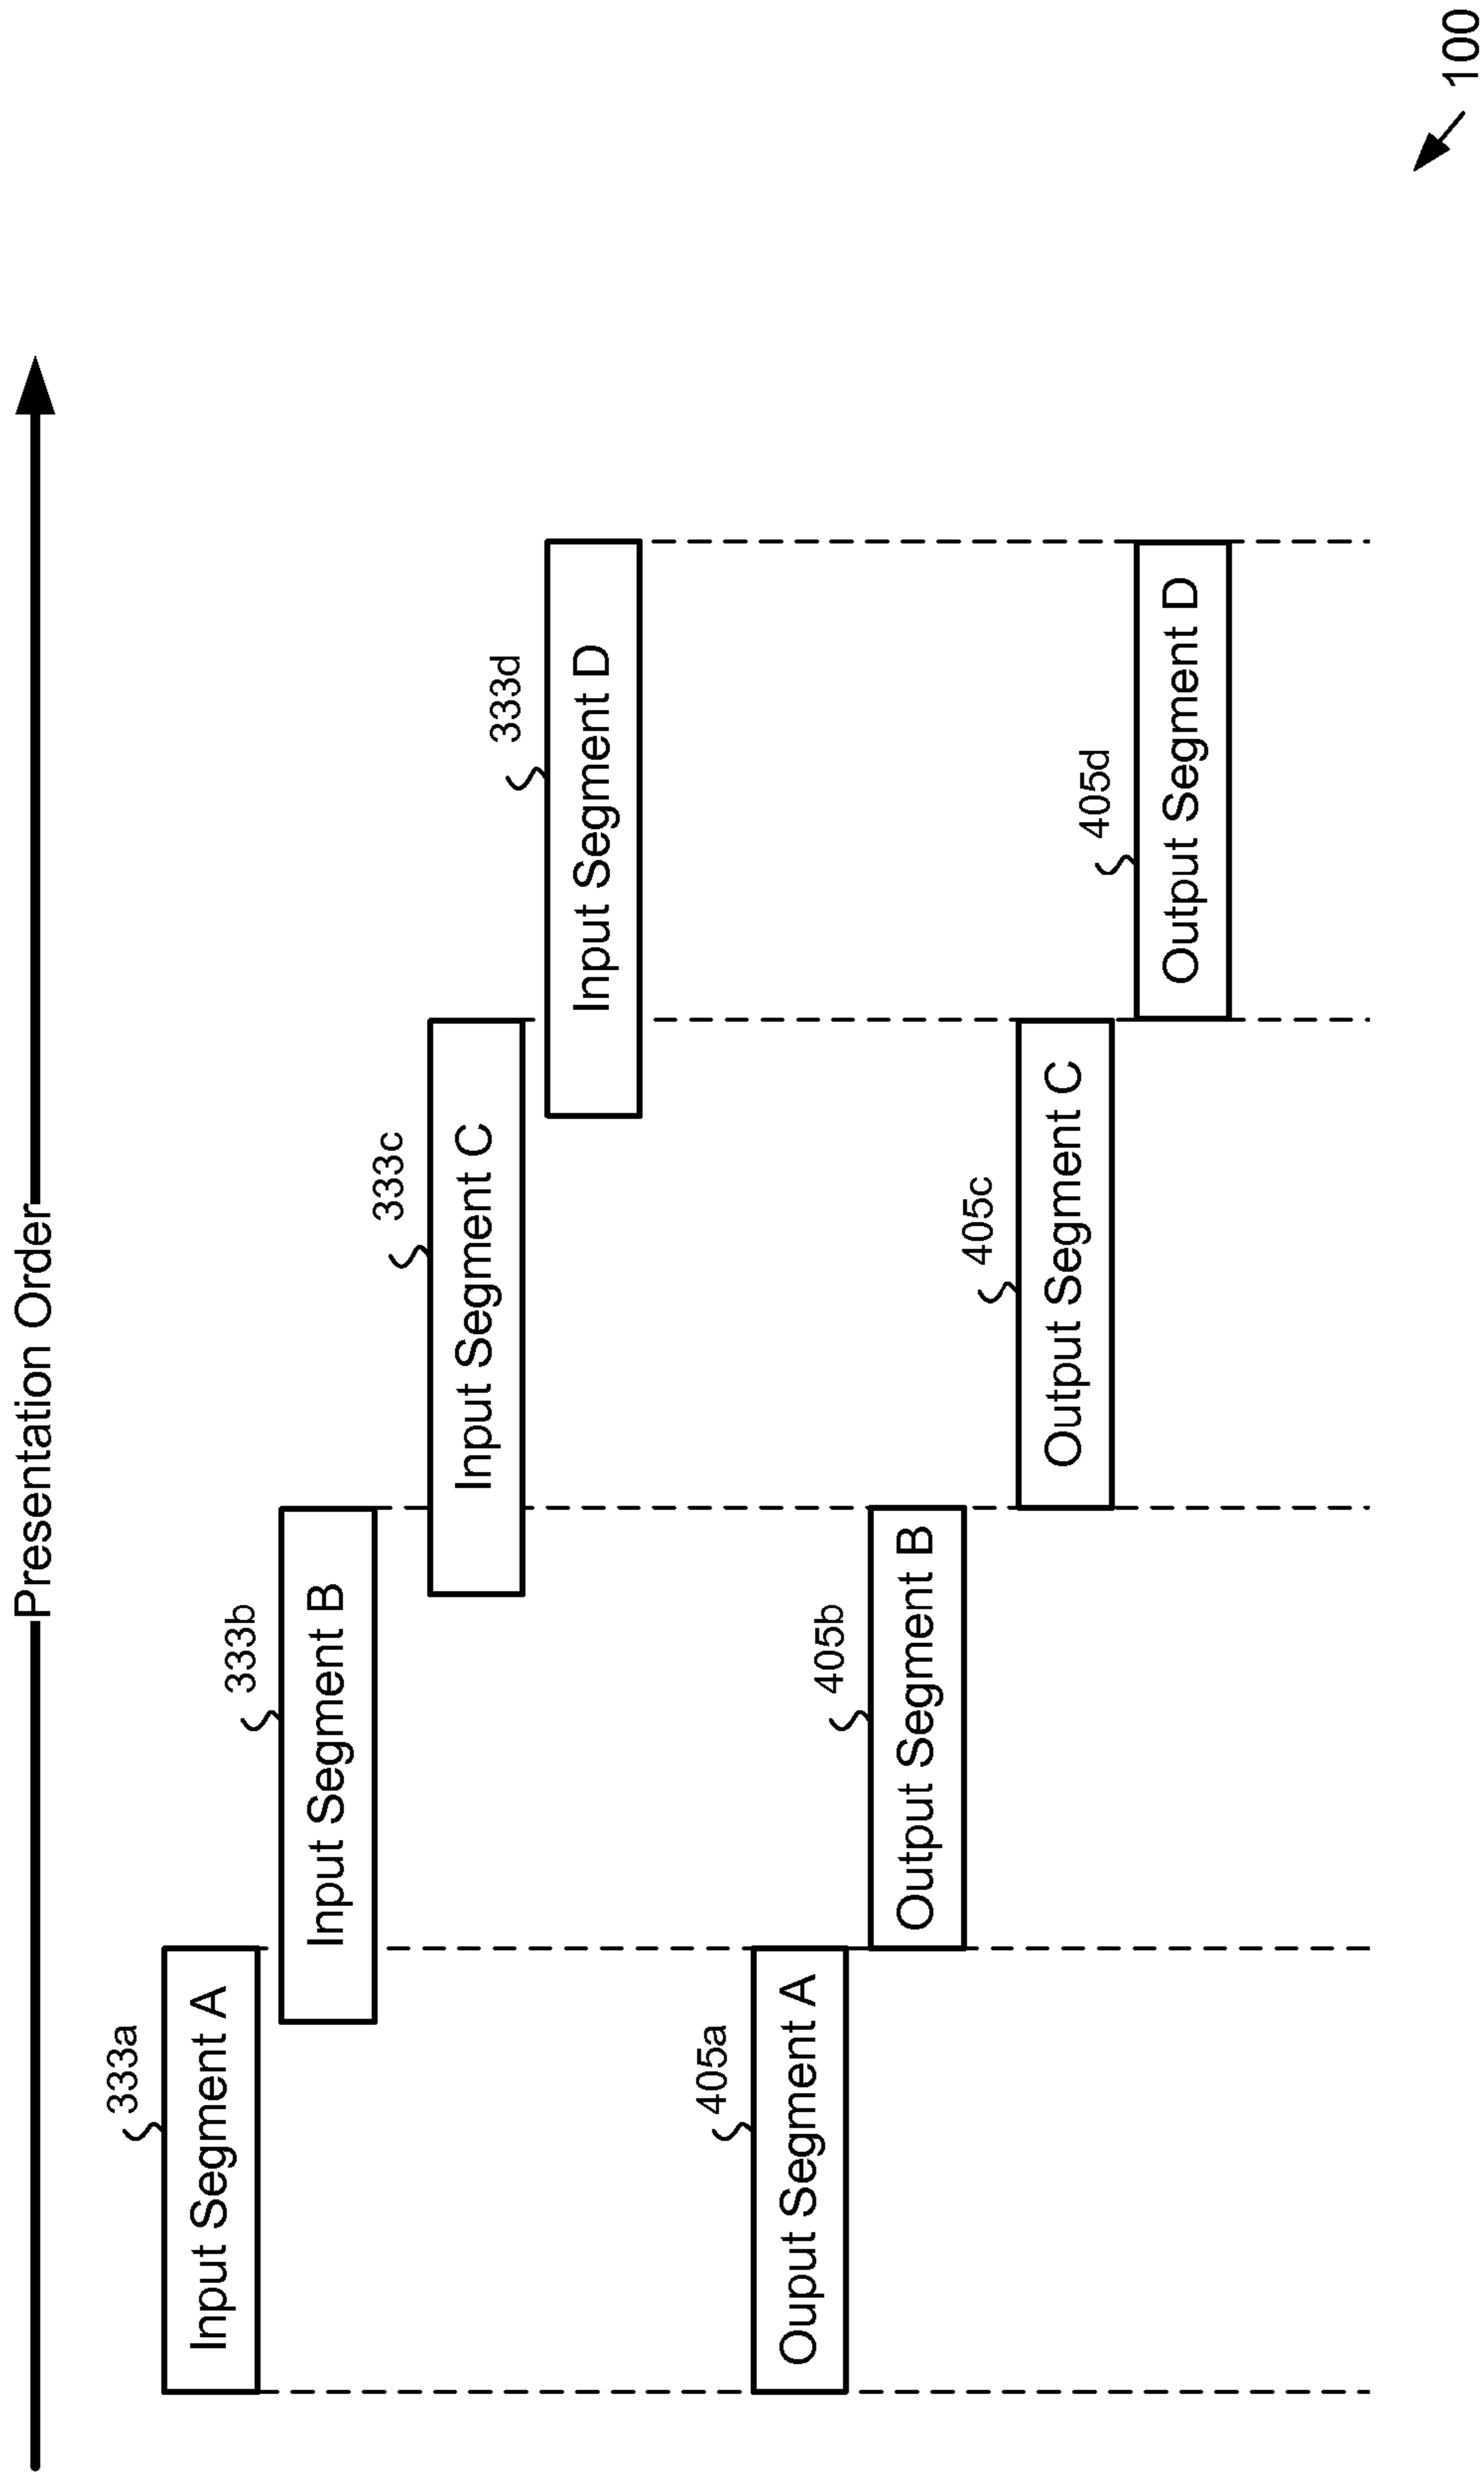 Presentation Order
333a
Input Segment A
333b
Input Segment B
333c
Input Segment C
333d
Input Segment D
405a
Ouput Segment A
405b
Output Segment B
405c
Output Segment C
405d
Output Segment D
100